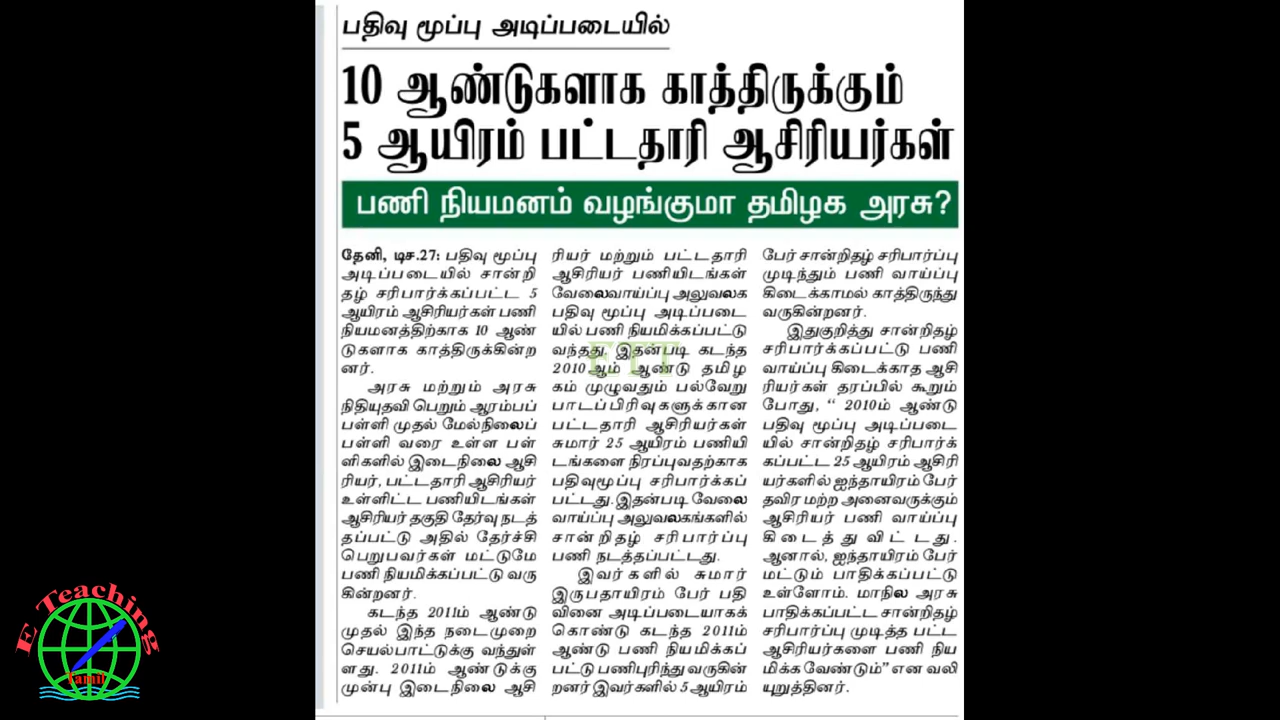 பதிவு மூப்பு அடிப்படையில்
10 ஆண்டுகளாக காத்திருக்கும்
5 ஆயிரம் பட்டதாரி ஆசிரியர்கள்
பணி நியமனம் வழங்குமா தமிழக அரசு?
தேனி, டிச.27: பதிவு மூப்பு
அடிப்படையில் சான்றி
தழ் சரிபார்க்கப்பட்ட 5
ஆயிரம் ஆசிரியர்கள் பணி
நியமனத்திற்காக 10 ஆண்
டுகளாக காத்திருக்கின்ற
னர்.
அரசு மற்றும் அரசு
நிதியுதவி பெறும் ஆரம்பப்
பள்ளி முதல் மேல்நிலைப்
பள்ளி வரை உள்ள பள்
ளிகளில் இடைநிலை ஆசி
ரியர், பட்டதாரி ஆசிரியர்
உள்ளிட்ட பணியிடங்கள்
ஆசிரியர் தகுதி தேர்வு நடத்
தப்பட்டு அதில் தேர்ச்சி
பெறுபவர்கள் மட்டுமே
பணி நியமிக்கப்பட்டு வரு
கின்றனர்.
கடந்த 2011ம் ஆண்டு
முதல் இந்த நடைமுறை
செயல்பாட்டுக்கு வந்துள்
ளது. 2011ம் ஆண்டுக்கு
முன்பு இடைநிலை ஆசி
ரியர் மற்றும் பட்டதாரி
ஆசிரியர் பணியிடங்கள்
வேலைவாய்ப்பு அலுவலக
பதிவு மூப்பு அடிப்படை
யில் பணி நியமிக்கப்பட்டு
வந்தது. இதன்படி கடந்த
2010ஆம் ஆண்டு தமிழ
கம் முழுவதும் பல்வேறு
பாடப்பிரிவுகளுக்கான
பட்டதாரி ஆசிரியர்கள்
சுமார் 25 ஆயிரம் பணியி
டங்களை நிரப்புவதற்காக
பதிவுமூப்பு சரிபார்க்கப்
பட்டது. இதன்படி வேலை
வாய்ப்பு அலுவலகங்களில்
சான்றிதழ் சரிபார்ப்பு
பணி நடத்தப்பட்டது.
இவர்களில் சுமார்
இருபதாயிரம் பேர் பதி
வினை அடிப்படையாகக்
கொண்டு கடந்த 2011ம்
ஆண்டு பணி நியமிக்கப்
பட்டு பணிபுரிந்து வருகின்
றனர் இவர்களில் 5 ஆயிரம்
பேர் சான்றிதழ் சரிபார்ப்பு
முடிந்தும் பணி வாய்ப்பு
கிடைக்காமல் காத்திருந்து
வருகின்றனர்.
இதுகுறித்து சான்றிதழ்
சரிபார்க்கப்பட்டு பணி
வாய்ப்பு கிடைக்காத ஆசி
ரியர்கள் தரப்பில் கூறும்
போது, “ 2010ம் ஆண்டு
பதிவு மூப்பு அடிப்படை
யில் சான்றிதழ் சரிபார்க்
கப்பட்ட 25 ஆயிரம் ஆசிரி
யர்களில் ஐந்தாயிரம் பேர்
தவிர மற்ற அனைவருக்கும்
ஆசிரியர் பணி வாய்ப்பு
கிடைத்துவிட்டது.
ஆனால், ஐந்தாயிரம் பேர்
மட்டும் பாதிக்கப்பட்டு
உள்ளோம். மாநில அரசு
பாதிக்கப்பட்ட சான்றிதழ்
சரிபார்ப்பு முடித்த பட்ட
ஆசிரியர்களை பணி நிய
மிக்க வேண்டும்” என வலி
யுறுத்தினர்.
ETT
E Teaching
Tamil